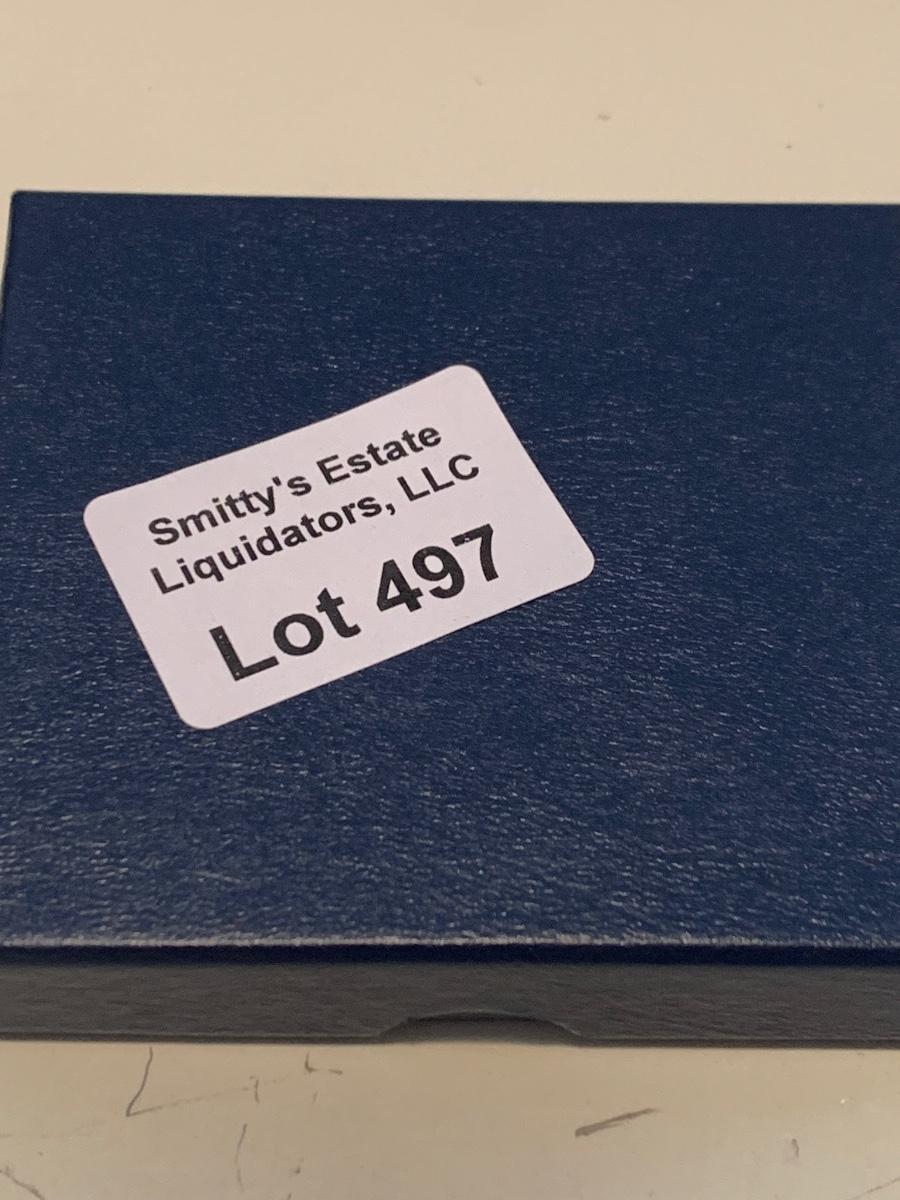 Smitty's Estate
Liquidators, LLC
Lot 497